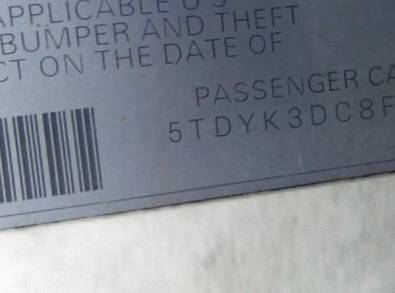 APPLICABLE U S
BUMPER AND THEFT
CT ON THE DATE OF
PASSENGER CA
5TDYK3DC8F